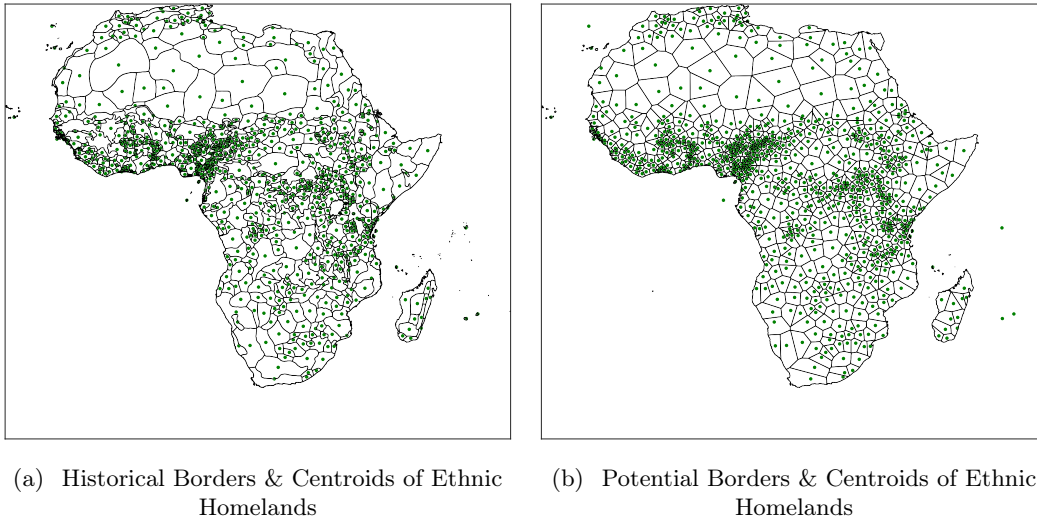 (a) Historical Borders & Centroids of Ethnic
Homelands
(b) Potential Borders & Centroids of Ethnic
Homelands